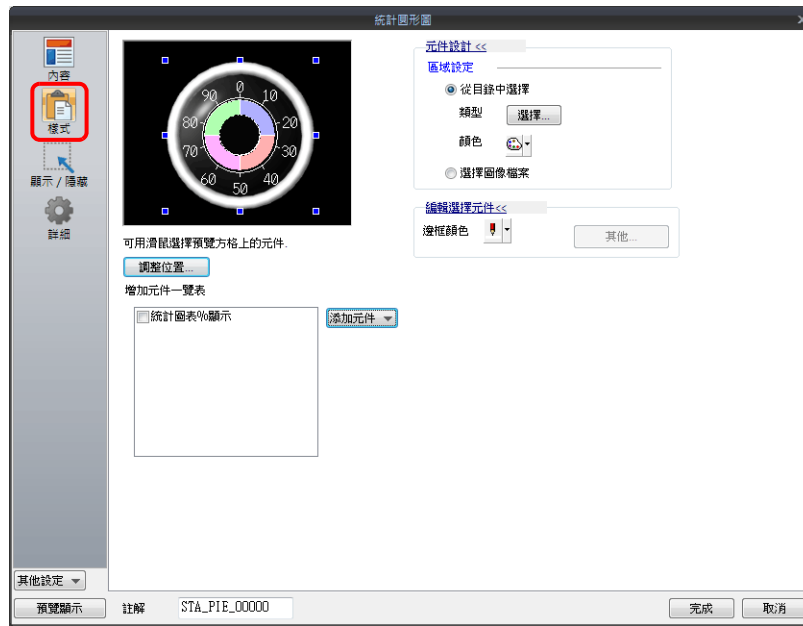 統計圓形圖
內容
樣式
顯示 / 隱藏
詳細
其他設定
預覽顯示
0
10
20
30
40
50
60
70
80
90
可用滑鼠選擇預覽方格上的元件.
調整位置...
增加元件一覽表
統計圖表%顯示
添加元件
元件設計 <<
區域設定
從目錄中選擇
類型 選擇...
顏色
選擇圖像檔案
編輯選擇元件<<
邊框顏色 其他...
註解 STA_PIE_00000
完成 取消